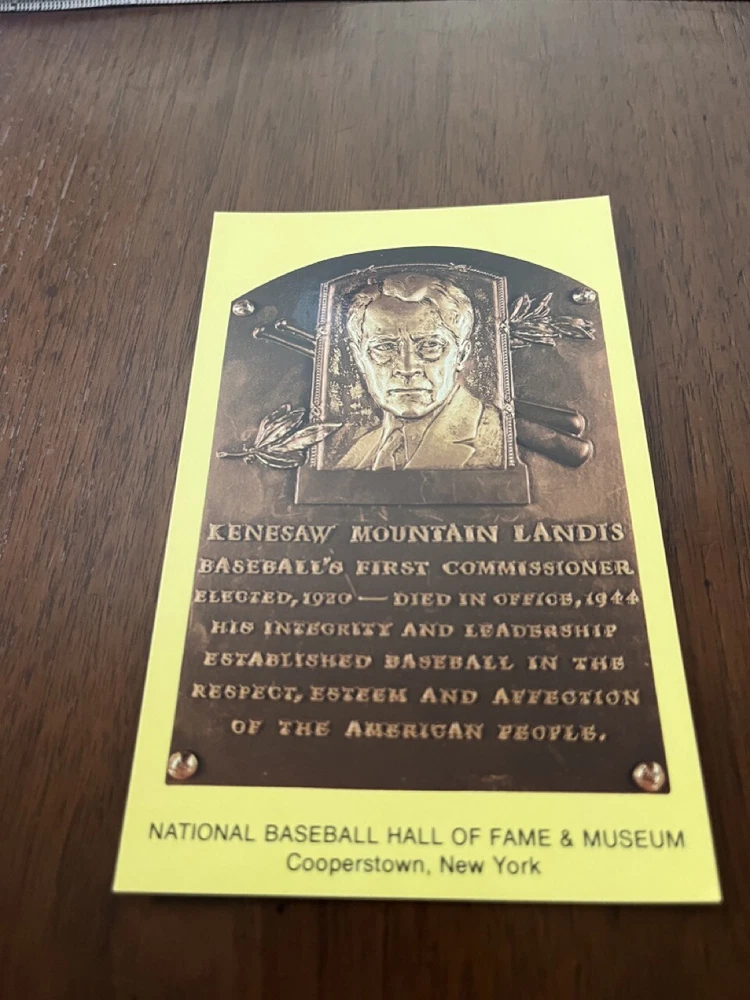 KENESAW MOUNTAIN LANDIS
BASEBALL'S FIRST COMMISSIONER
ELECTED, 1920 — DIED IN OFFICE, 1944
HIS INTEGRITY AND LEADERSHIP
ESTABLISHED BASEBALL IN THE
RESPECT, ESTEEM AND AFFECTION
OF THE AMERICAN PEOPLE.
NATIONAL BASEBALL HALL OF FAME & MUSEUM
Cooperstown, New York